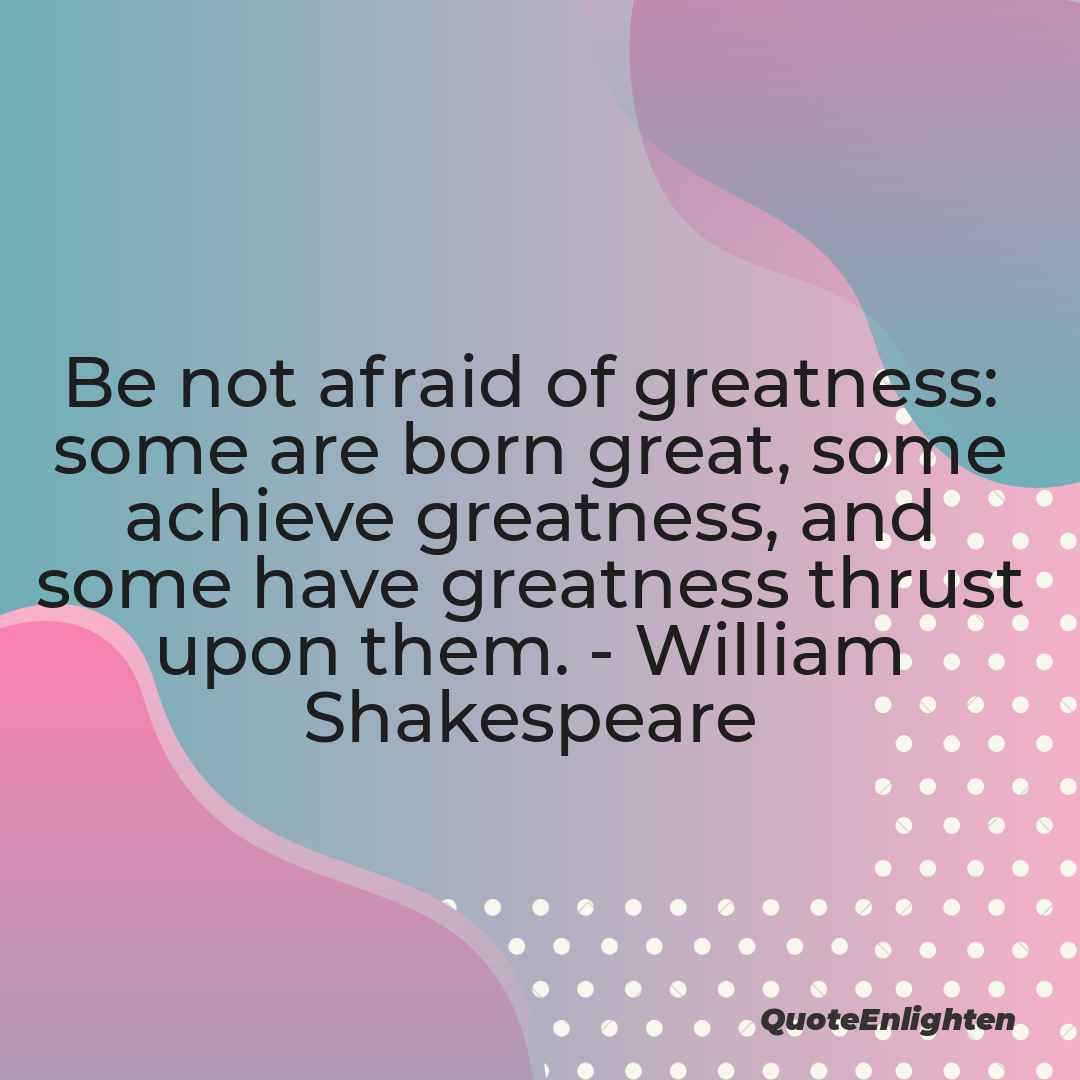 Be not afraid of greatness:
some are born great, some
achieve greatness, and
some have greatness thrust
upon them. - William
Shakespeare
QuoteEnlighten